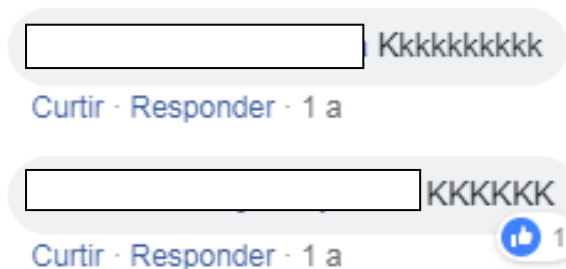 Kkkkkkkkkk
Curtir · Responder · 1 a
KKKKKK
1
Curtir · Responder · 1 a